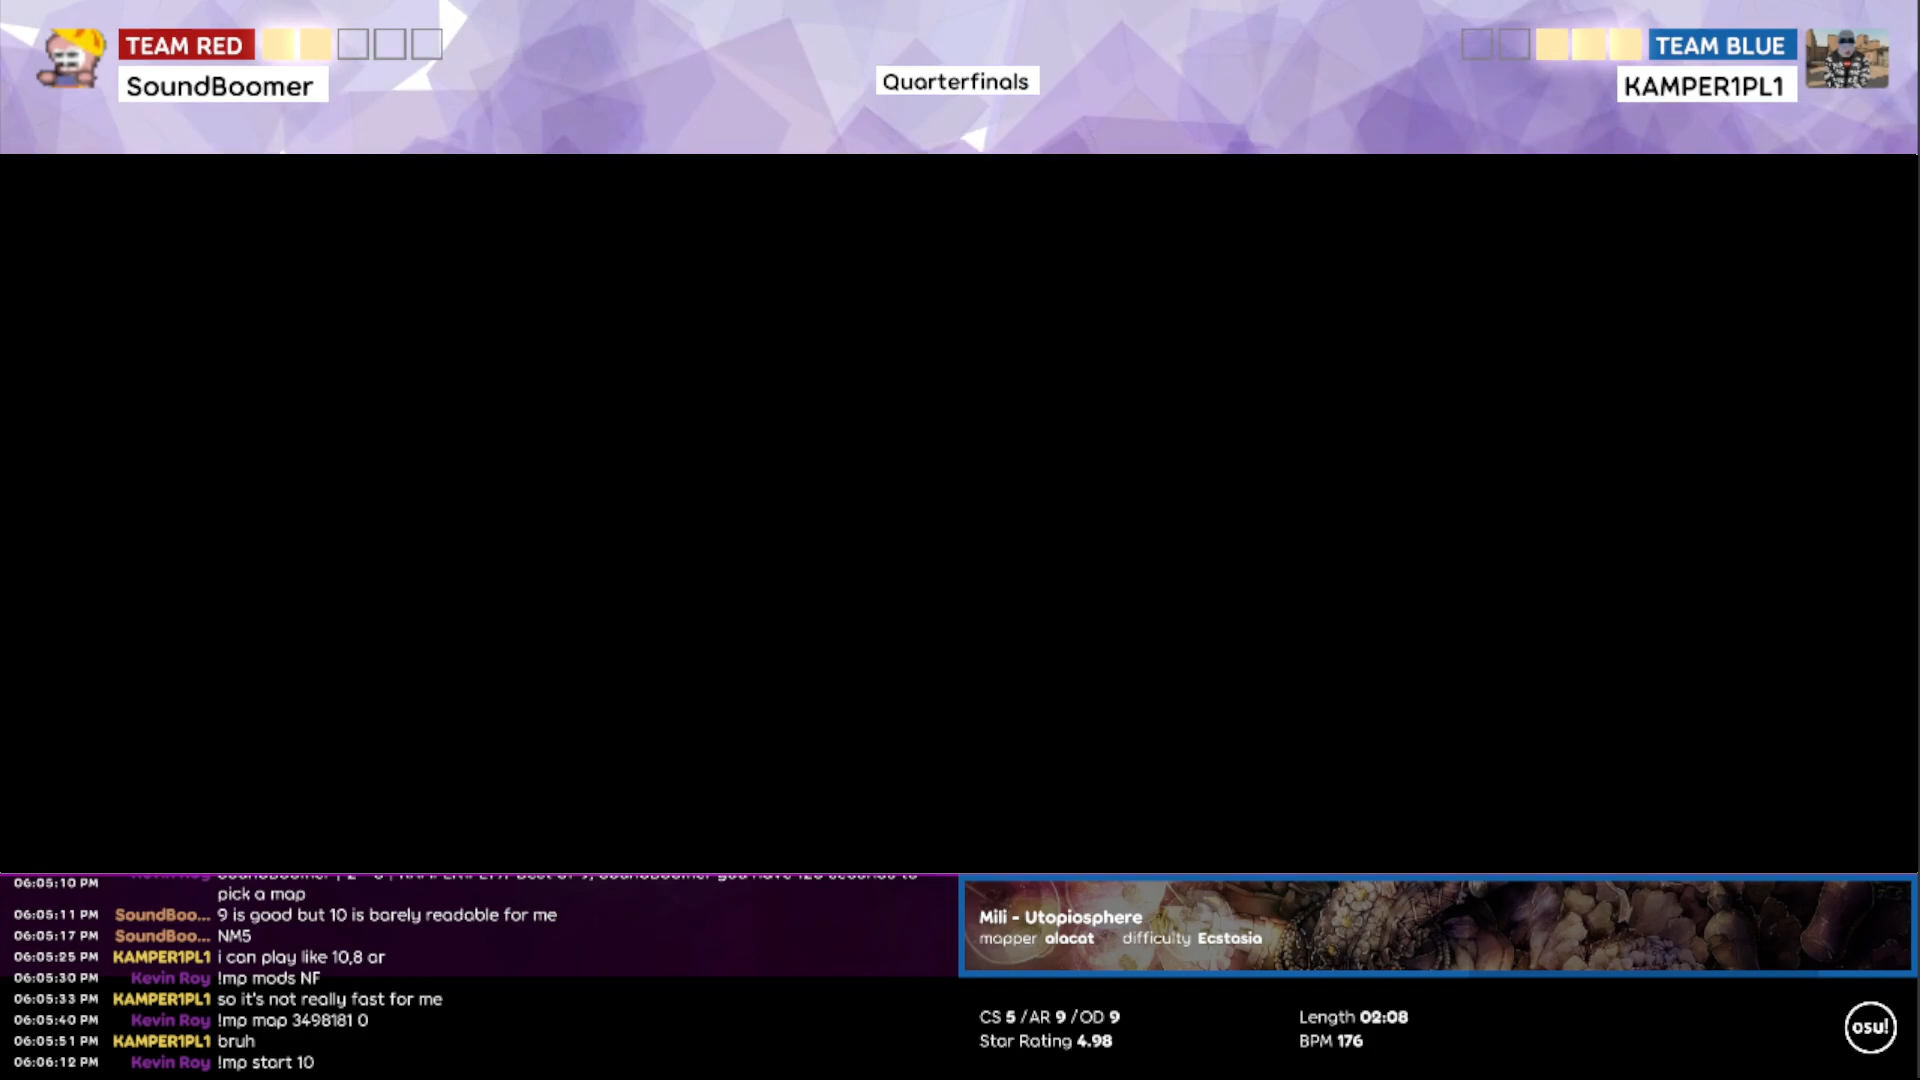 TEAM RED
SoundBoomer
Quarterfinals
TEAM BLUE
KAMPER1PL1
06:05:10 PM
pick a map
06:05:11 PM SoundBoo... 9 is good but 10 is barely readable for me
06:05:17 PM SoundBoo... NM5
06:05:25 PM KAMPER1PL1 i can play like 10,8 ar
06:05:30 PM Kevin Roy !mp mods NF
06:05:33 PM KAMPER1PL1 so it's not really fast for me
06:05:40 PM Kevin Roy !mp map 3498181 0
06:05:51 PM KAMPER1PL1 bruh
06:06:12 PM Kevin Roy !mp start 10
Mili - Utopiosphere
mapper alacat difficulty Ecstasia
CS 5 / AR 9 / OD 9
Star Rating 4.98
Length 02:08
BPM 176
osu!